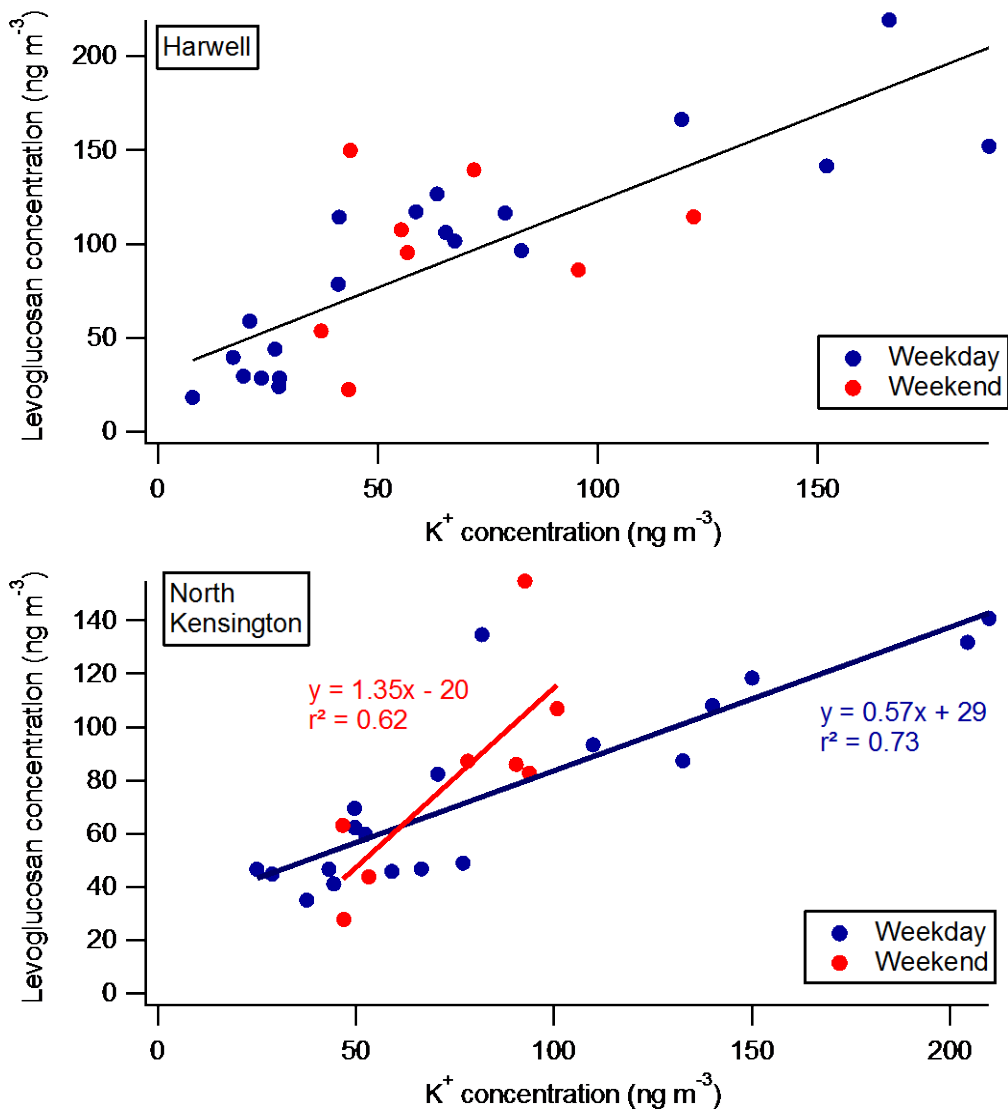 Harwell
Levoglucosan concentration (ng m⁻³)
200
150
100
50
0
Weekday
Weekend
0 50 100 150
K⁺ concentration (ng m⁻³)
North
Kensington
Levoglucosan concentration (ng m⁻³)
140
120
100
80
60
40
20
0
y = 1.35x - 20
r² = 0.62
y = 0.57x + 29
r² = 0.73
Weekday
Weekend
0 50 100 150 200
K⁺ concentration (ng m⁻³)